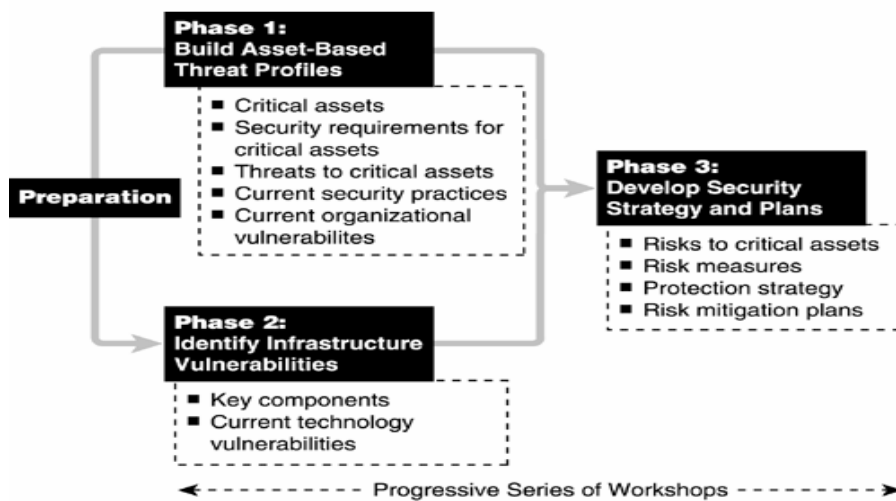 Phase 1:
Build Asset-Based
Threat Profiles
■ Critical assets
■ Security requirements for
critical assets
■ Threats to critical assets
■ Current security practices
■ Current organizational
vulnerabilites
Preparation
Phase 2:
Identify Infrastructure
Vulnerabilities
■ Key components
■ Current technology
vulnerabilities
Phase 3:
Develop Security
Strategy and Plans
■ Risks to critical assets
■ Risk measures
■ Protection strategy
■ Risk mitigation plans
Progressive Series of Workshops